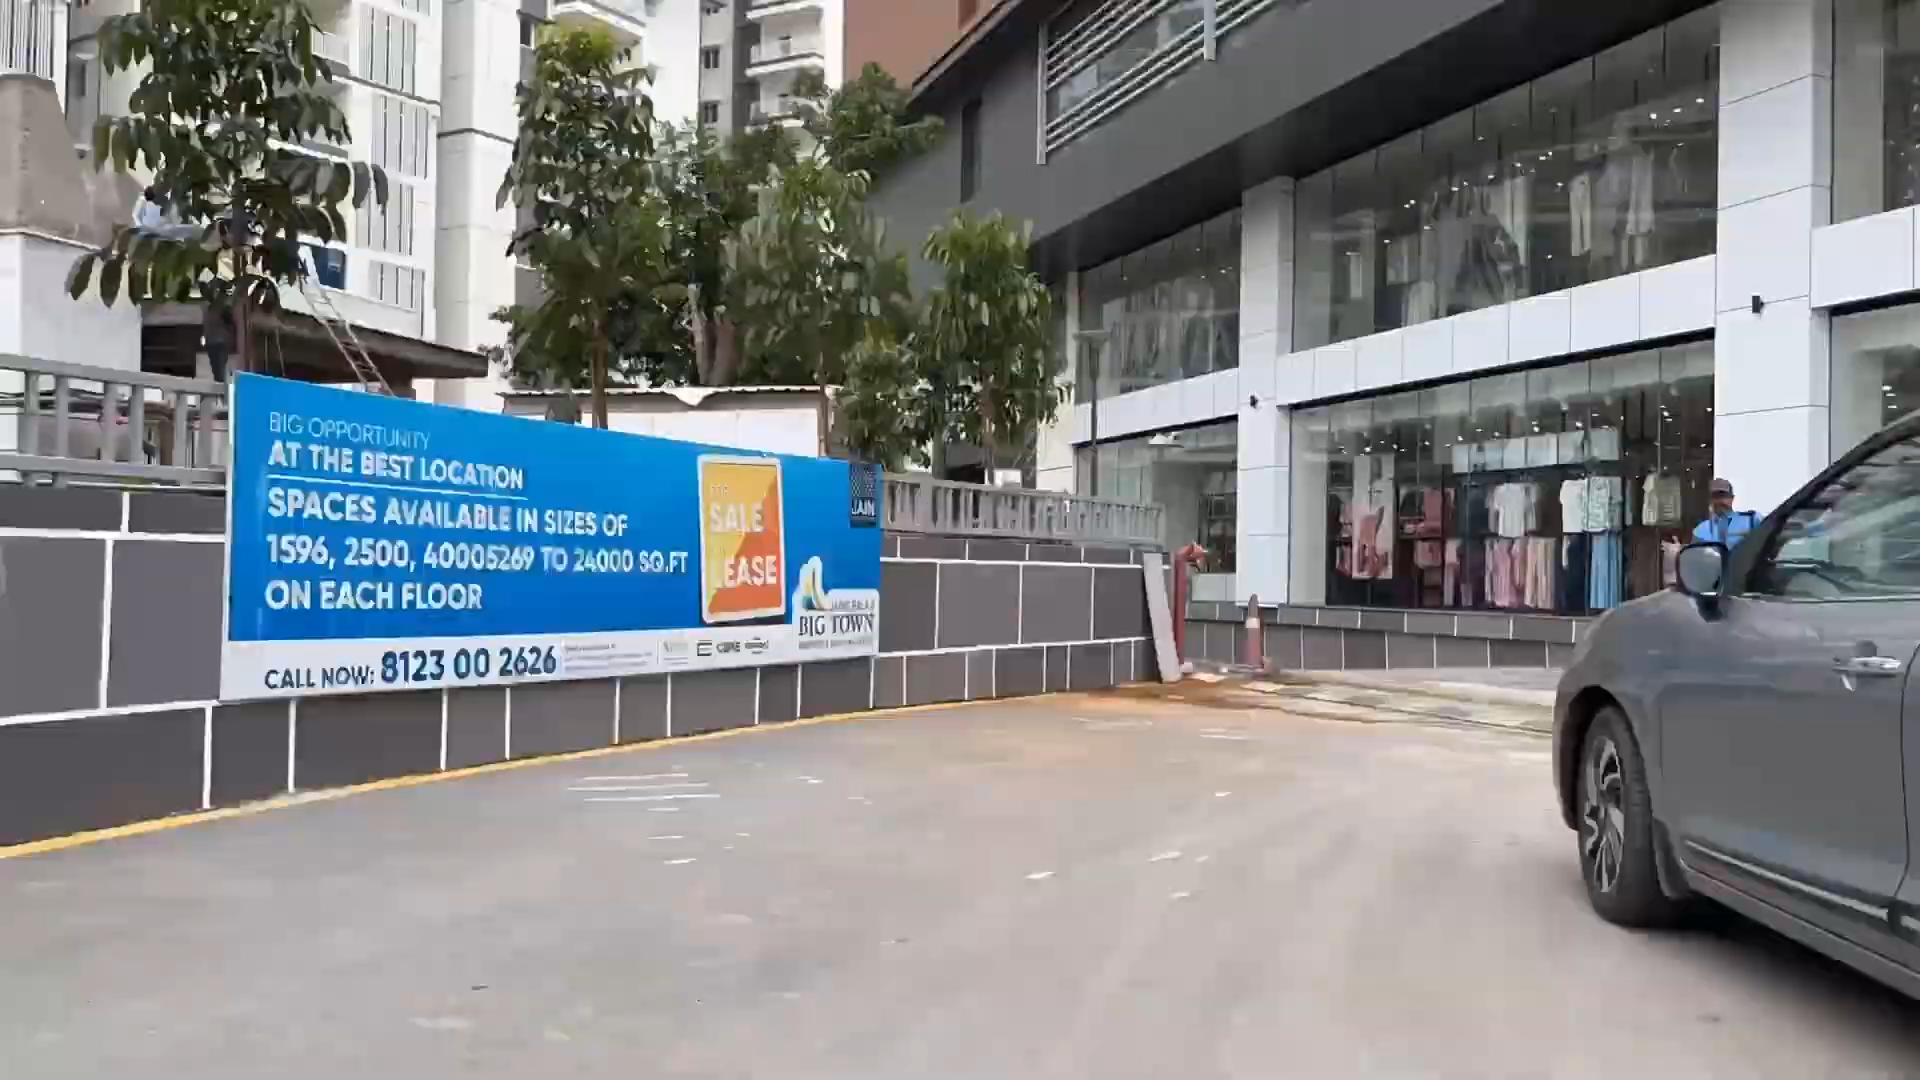 BIG OPPORTUNITY
AT THE BEST LOCATION
SPACES AVAILABLE IN SIZES OF
1596, 2500, 40005269 TO 24000 SQ.FT
ON EACH FLOOR
CALL NOW: 8123 00 2626
FOR
SALE
LEASE
JAIN
BIG TOWN
CBRE